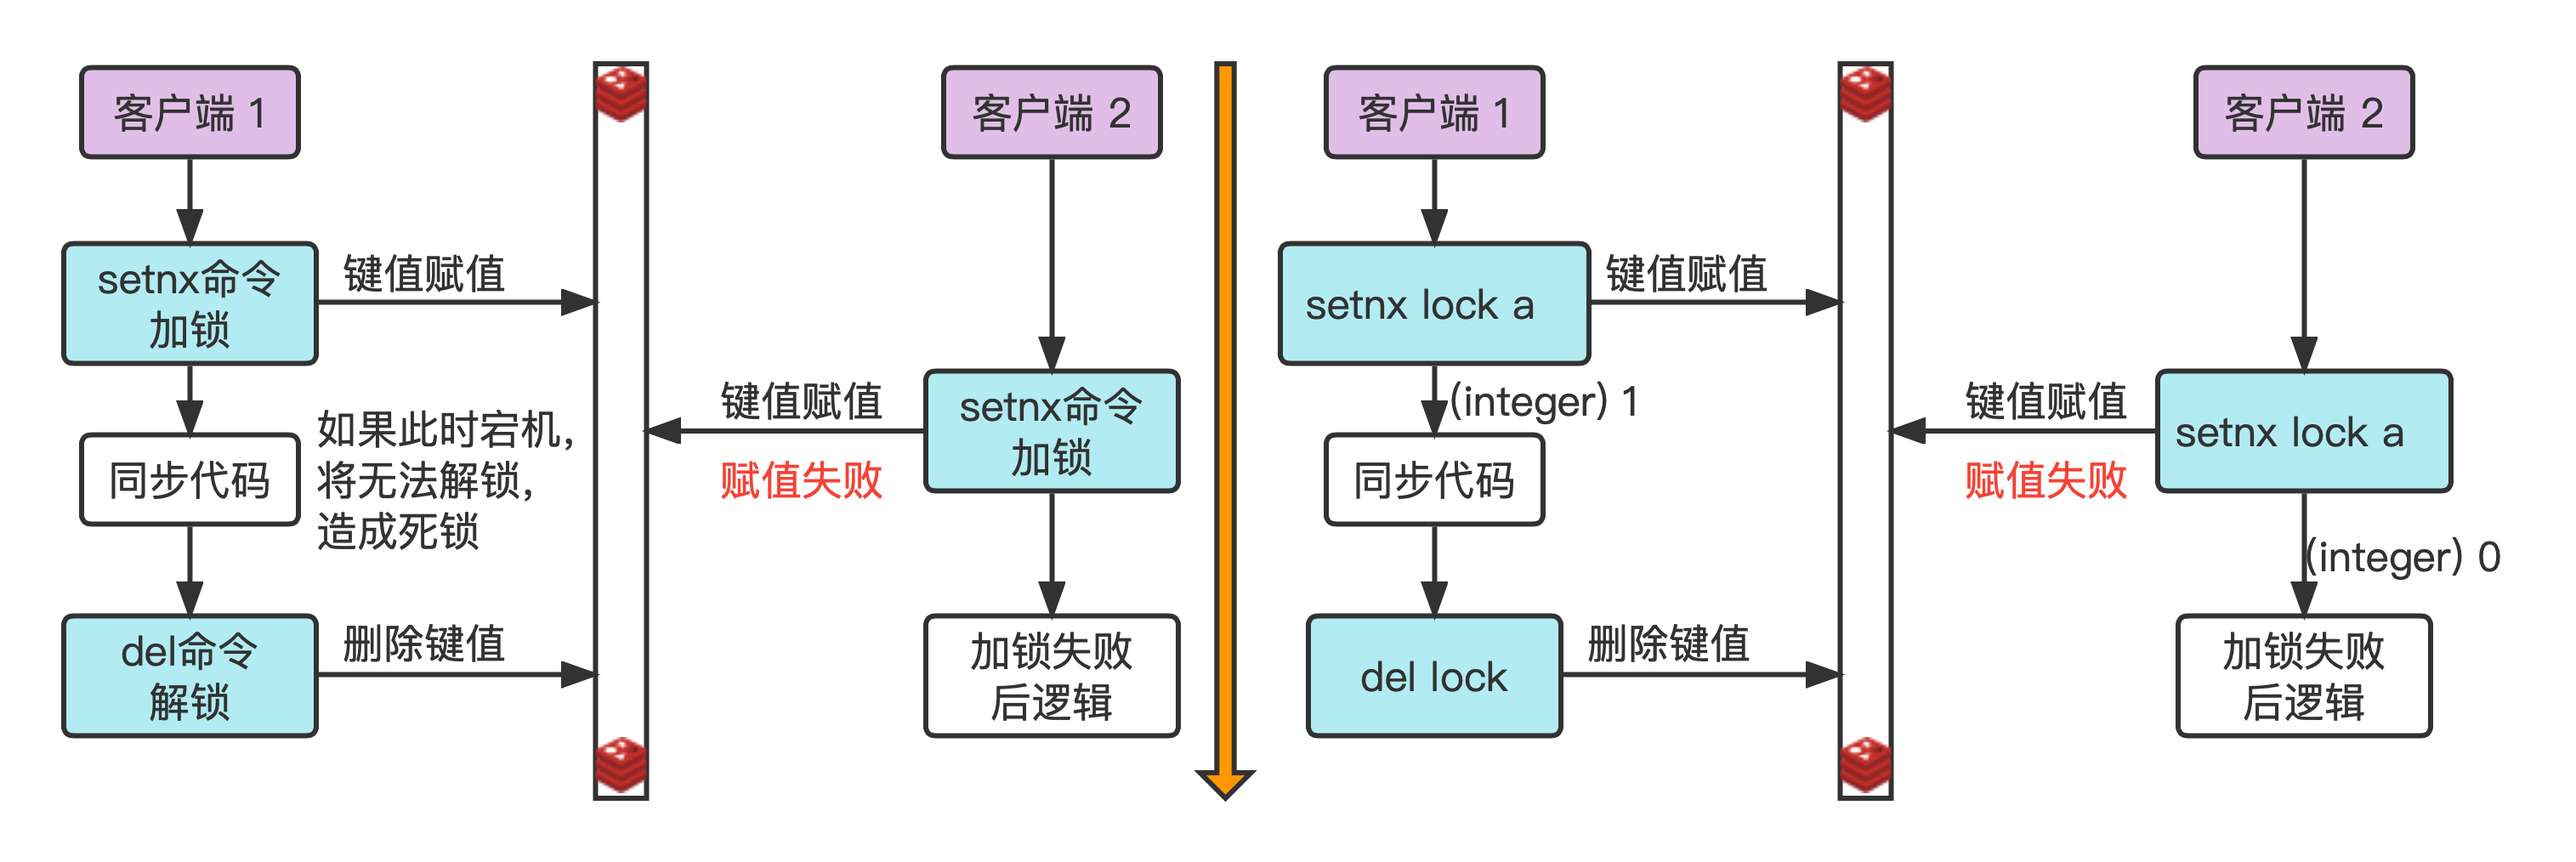 客户端 1
setnx命令
加锁
键值赋值
同步代码
如果此时宕机，
将无法解锁，
造成死锁
del命令
解锁
删除键值
客户端 2
setnx命令
加锁
键值赋值
赋值失败
加锁失败
后逻辑
客户端 1
setnx lock a
键值赋值
(integer) 1
同步代码
del lock
删除键值
客户端 2
setnx lock a
键值赋值
赋值失败
(integer) 0
加锁失败
后逻辑